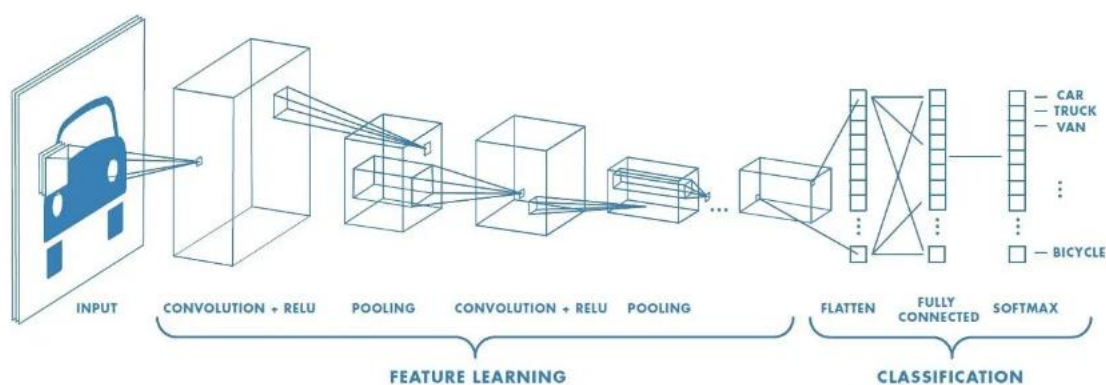 CAR
TRUCK
VAN
BICYCLE
INPUT
CONVOLUTION + RELU
POOLING
CONVOLUTION + RELU
POOLING
FLATTEN
FULLY
CONNECTED
SOFTMAX
FEATURE LEARNING
CLASSIFICATION